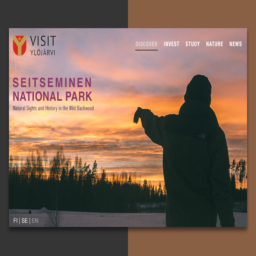 VISIT
YLÖJÄRVI
DISCOVER INVEST STUDY NATURE NEWS
SEITSEMINEN
NATIONAL PARK
Natural Sights and History in the Wild Backwood
FI | SE | EN